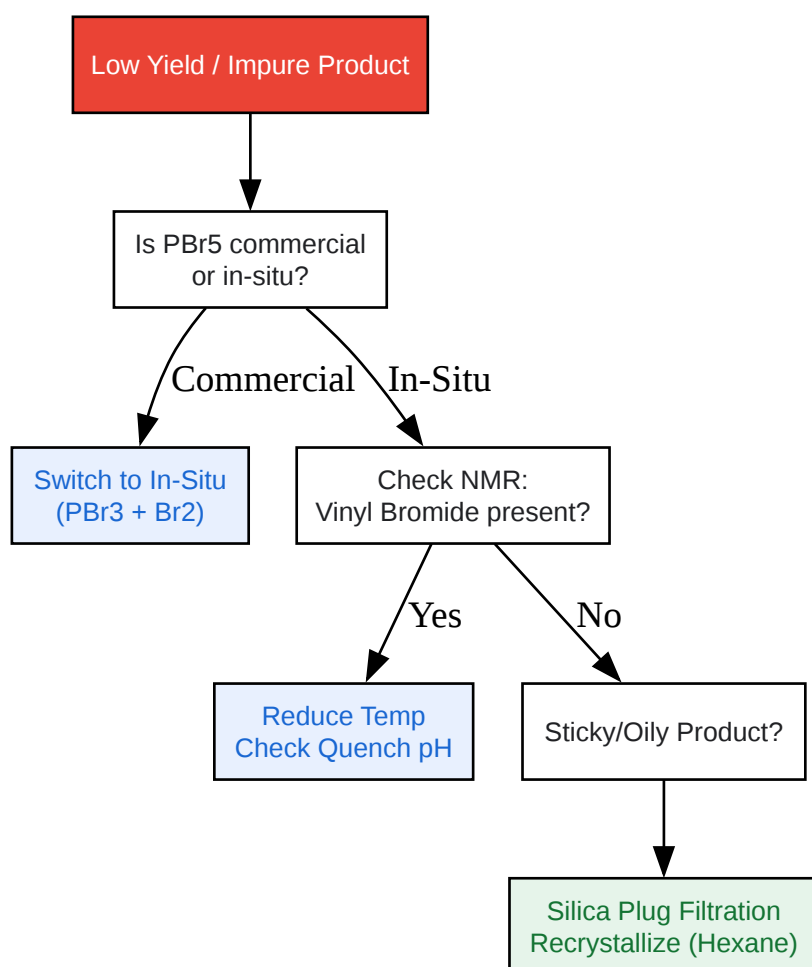 Low Yield / Impure Product
Is PBr5 commercial
or in-situ?
Commercial
In-Situ
Switch to In-Situ
(PBr3 + Br2)
Check NMR:
Vinyl Bromide present?
Yes
No
Reduce Temp
Check Quench pH
Sticky/Oily Product?
Silica Plug Filtration
Recrystallize (Hexane)